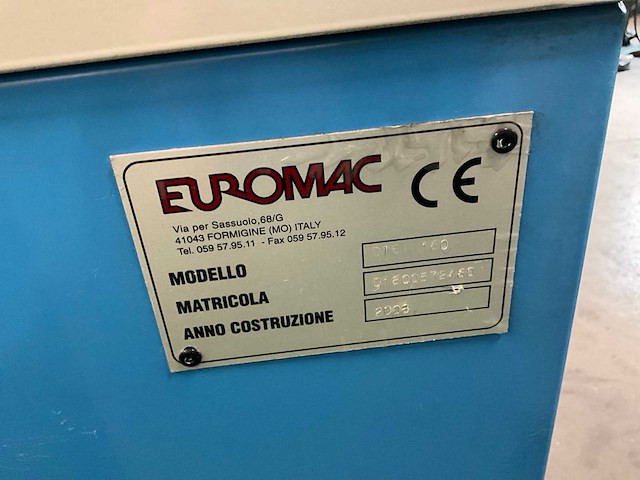 EUROMAC CE
Via per Sassuolo,68/G
41043 FORMIGINE (MO) ITALY
Tel. 059 57.95.11 - Fax 059 57.95.12
MODELLO
MATRICOLA
ANNO COSTRUZIONE 2008